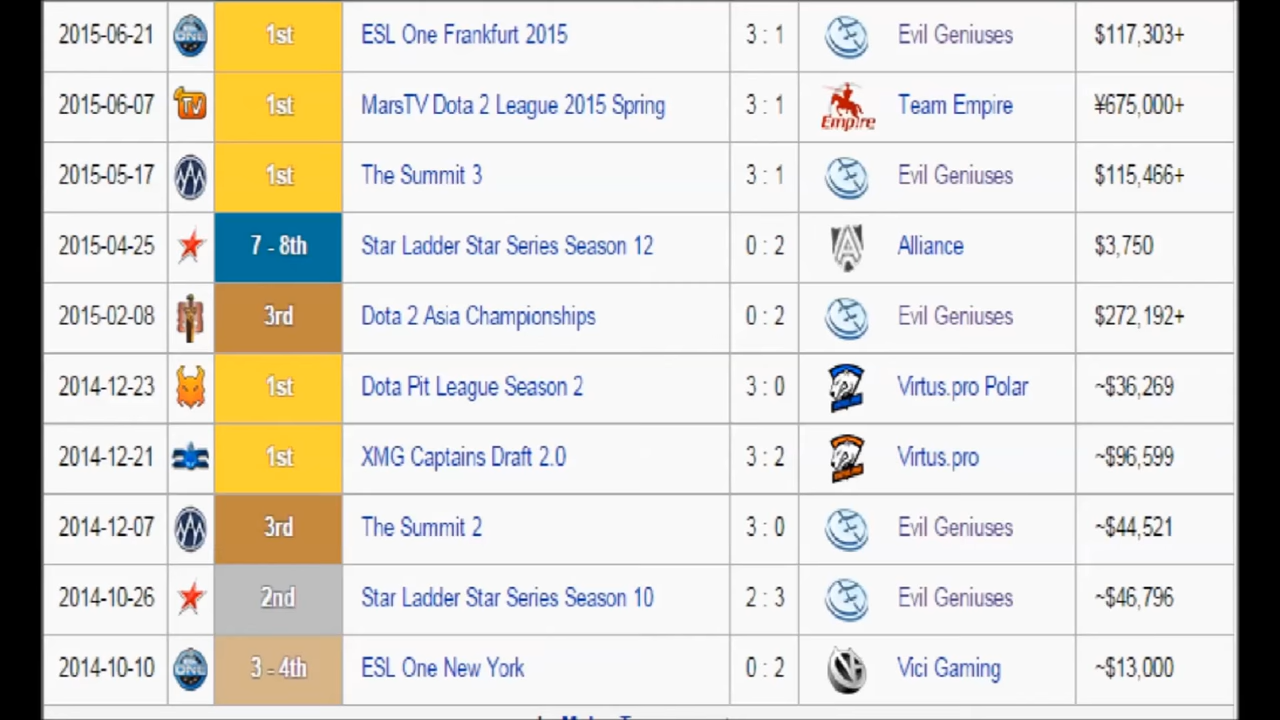 2015-06-21 ONE 1st ESL One Frankfurt 2015 3 : 1 Evil Geniuses $117,303+
2015-06-07 TV 1st MarsTV Dota 2 League 2015 Spring 3 : 1 Empire Team Empire ¥675,000+
2015-05-17 1st The Summit 3 3 : 1 Evil Geniuses $115,466+
2015-04-25 7 - 8th Star Ladder Star Series Season 12 0 : 2 Alliance $3,750
2015-02-08 3rd Dota 2 Asia Championships 0 : 2 Evil Geniuses $272,192+
2014-12-23 1st Dota Pit League Season 2 3 : 0 Virtus.pro Polar ~$36,269
2014-12-21 1st XMG Captains Draft 2.0 3 : 2 Virtus.pro ~$96,599
2014-12-07 3rd The Summit 2 3 : 0 Evil Geniuses ~$44,521
2014-10-26 2nd Star Ladder Star Series Season 10 2 : 3 Evil Geniuses ~$46,796
2014-10-10 ONE 3 - 4th ESL One New York 0 : 2 Vici Gaming ~$13,000